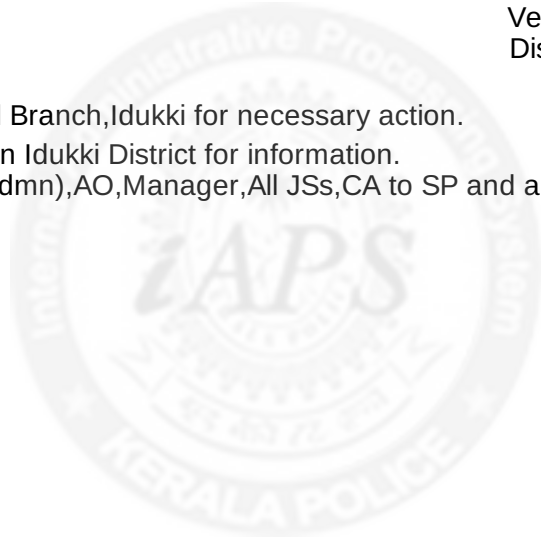 Ve
Dis
Branch,Idukki for necessary action.
n Idukki District for information.
dmn),AO,Manager,All JSs,CA to SP and a
Internal Administrative Processing System
iAPS
KERALA POLICE